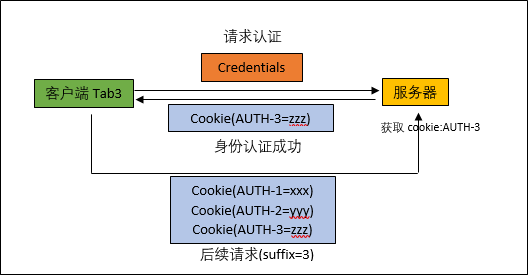 请求认证
Credentials
客户端 Tab3
服务器
Cookie(AUTH-3=zzz)
获取 cookie:AUTH-3
身份认证成功
Cookie(AUTH-1=xxx)
Cookie(AUTH-2=yyy)
Cookie(AUTH-3=zzz)
后续请求(suffix=3)